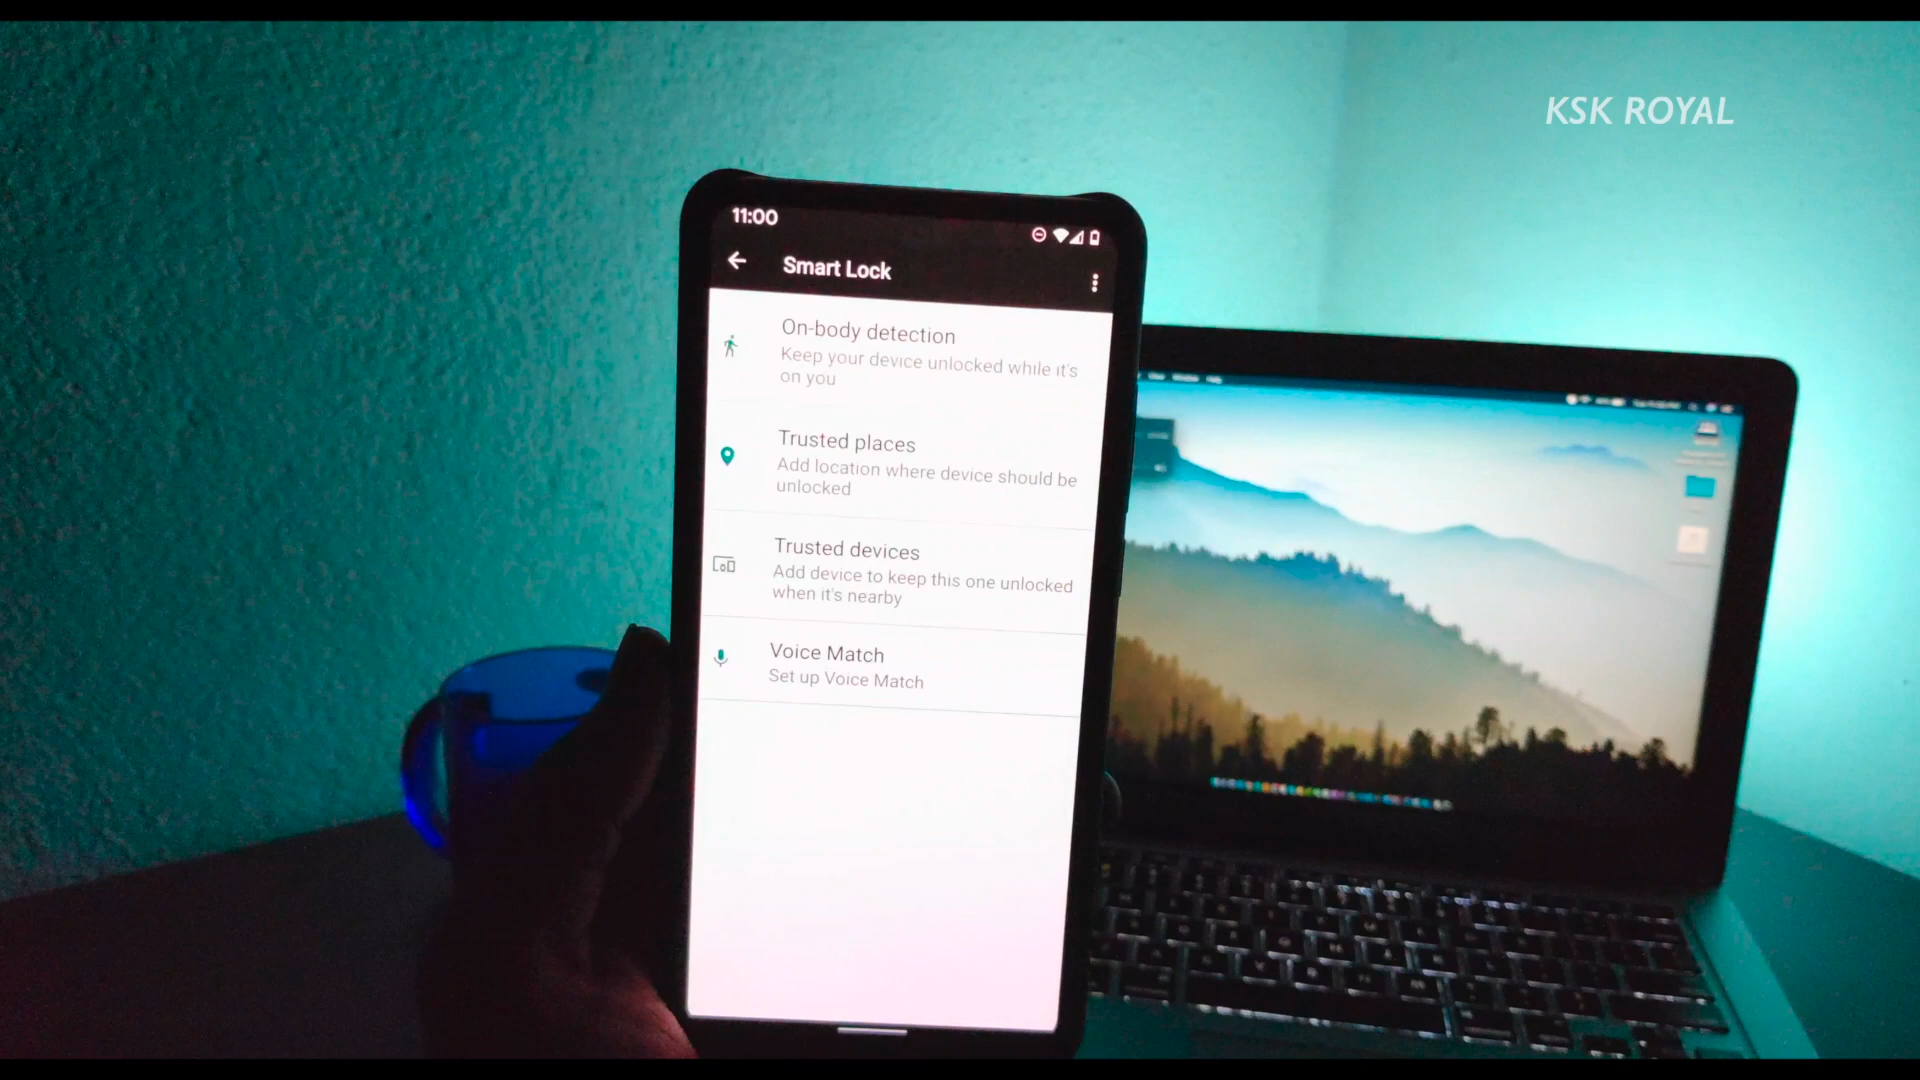 KSK ROYAL
11:00
Smart Lock
On-body detection
Keep your device unlocked while it's
on you
Trusted places
Add location where device should be
unlocked
Trusted devices
Add device to keep this one unlocked
when it's nearby
Voice Match
Set up Voice Match